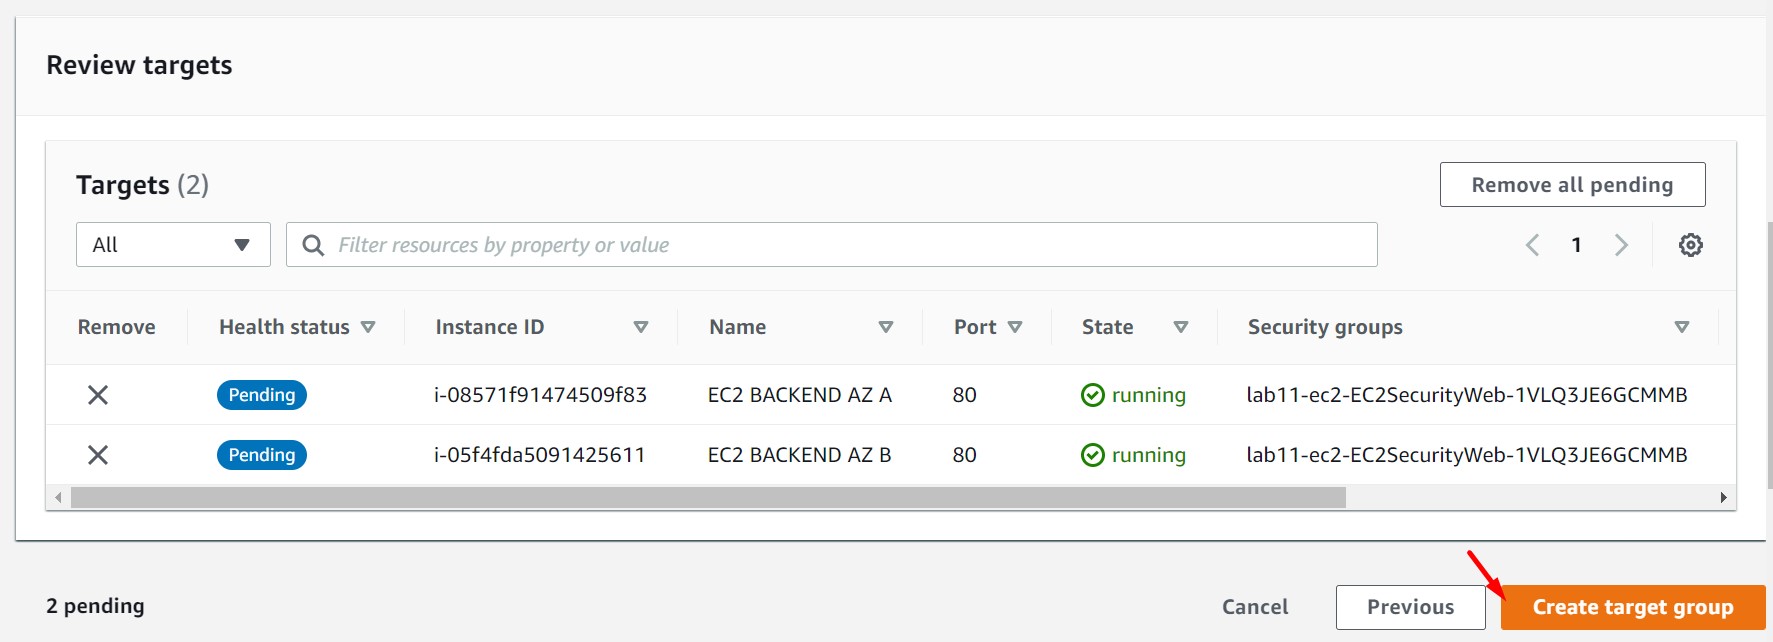 Review targets
Targets (2)
Remove all pending
All
Filter resources by property or value
1
Remove Health status Instance ID Name Port State Security groups
Pending i-08571f91474509f83 EC2 BACKEND AZ A 80 running lab11-ec2-EC2SecurityWeb-1VLQ3JE6GCMMB
Pending i-05f4fda5091425611 EC2 BACKEND AZ B 80 running lab11-ec2-EC2SecurityWeb-1VLQ3JE6GCMMB
2 pending
Cancel
Previous
Create target group